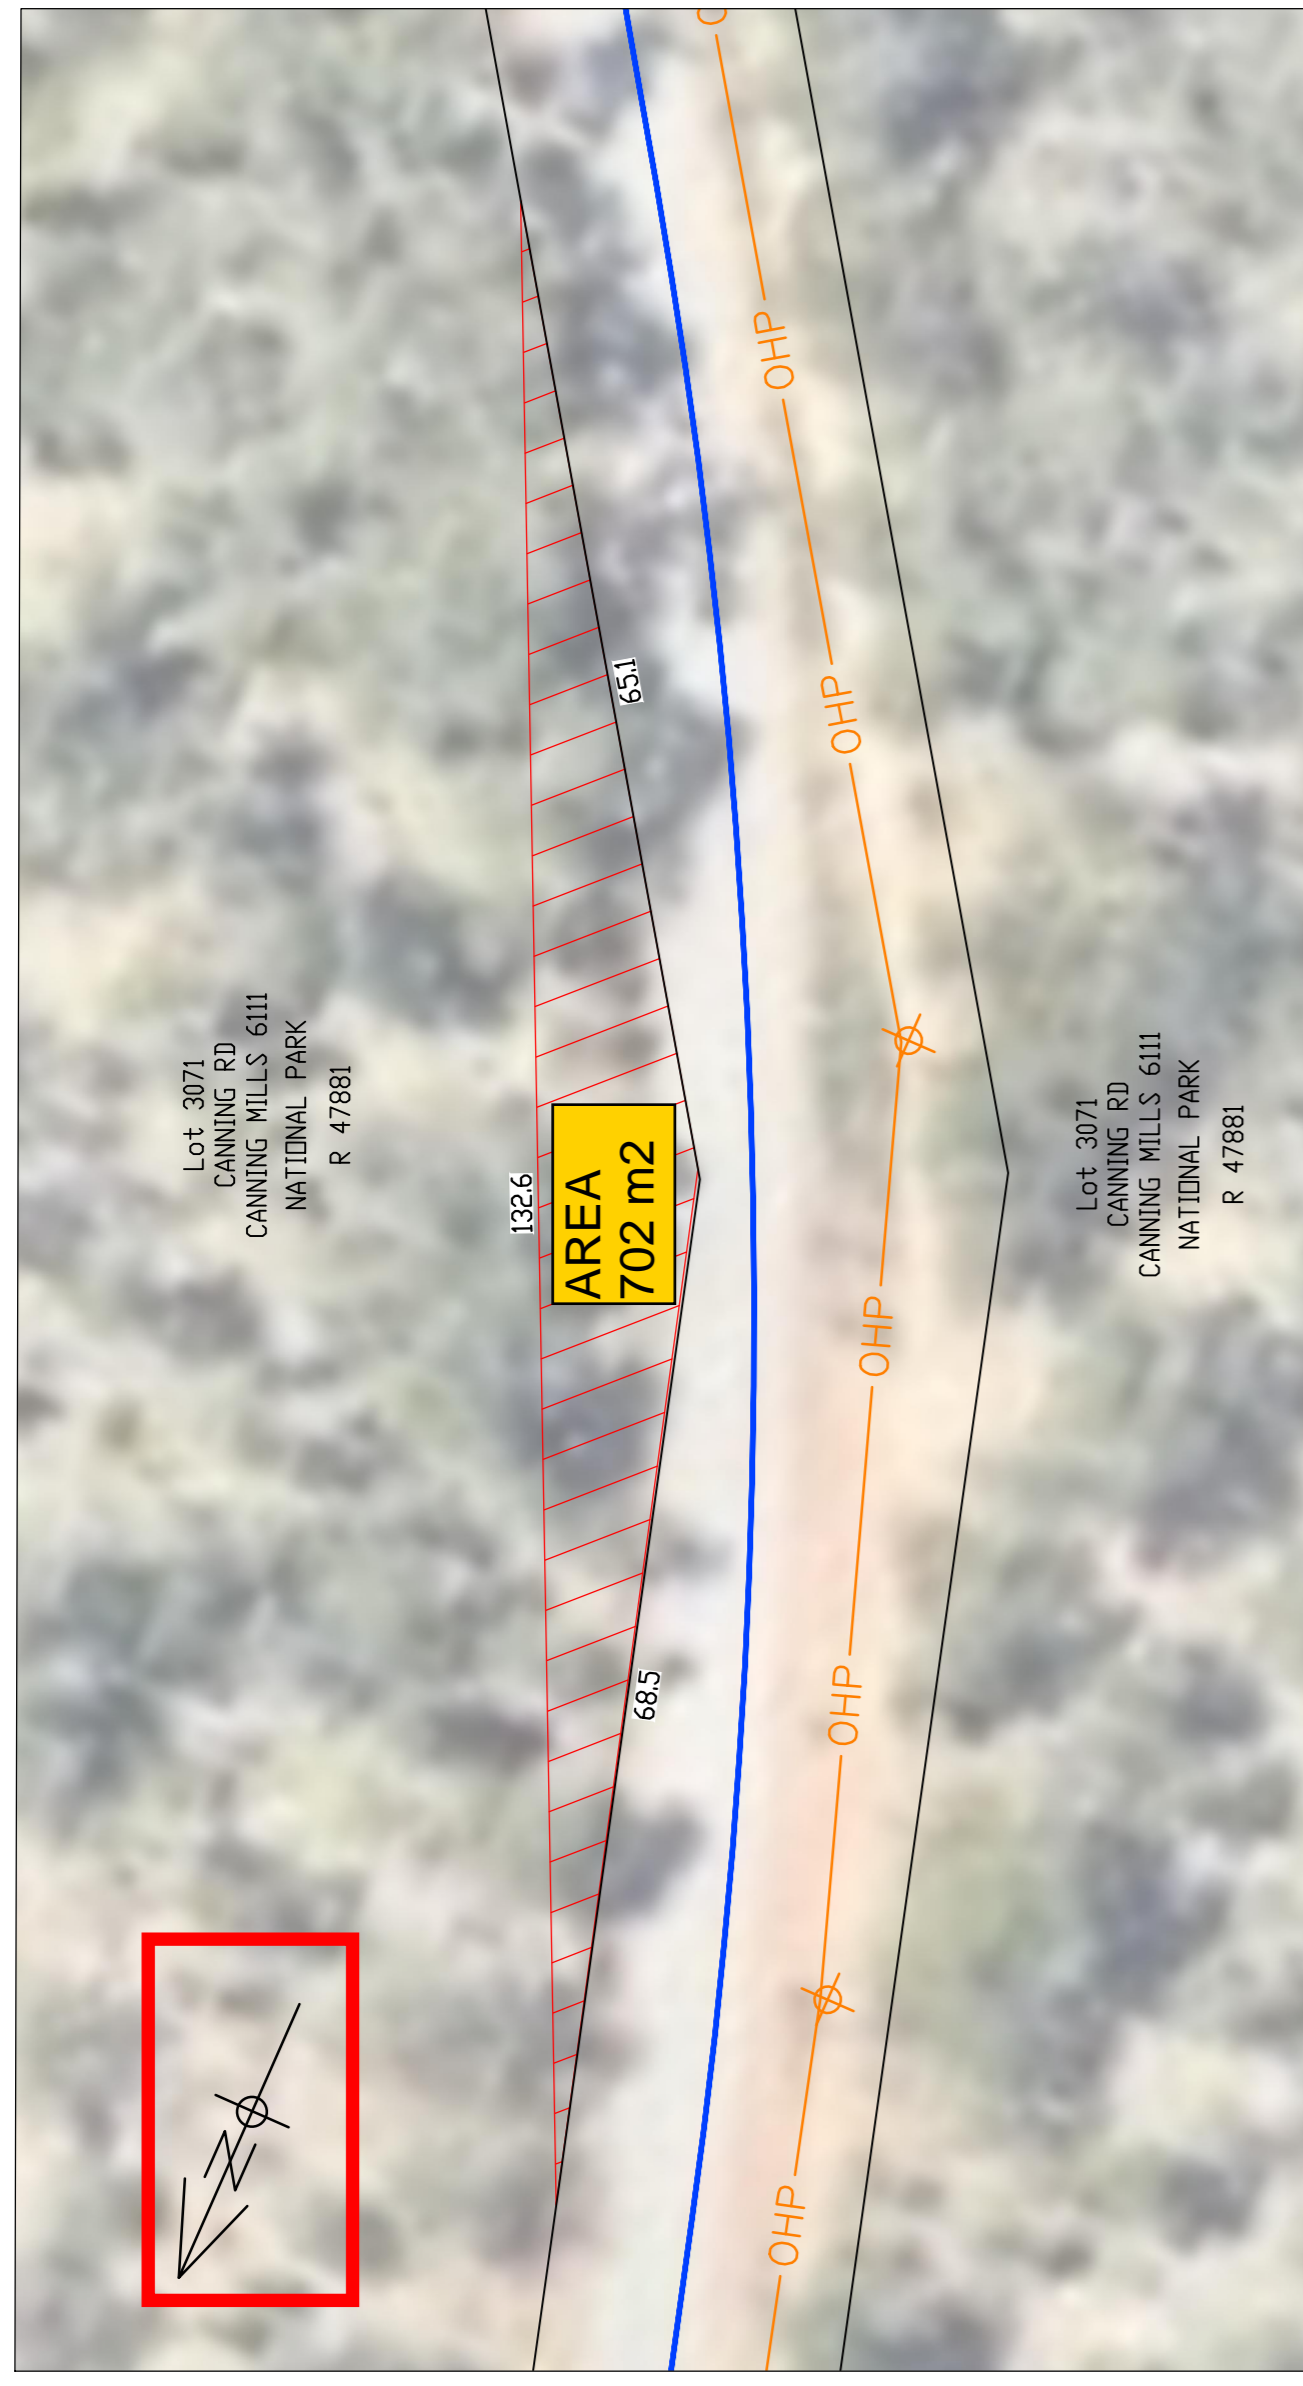 Lot 3071
CANNING RD
CANNING MILLS 6111
NATIONAL PARK
R 47881
132.6
AREA
702 m2
65.1
68.5
OHP
OHP
OHP
OHP
OHP
Lot 3071
CANNING RD
CANNING MILLS 6111
NATIONAL PARK
R 47881
N